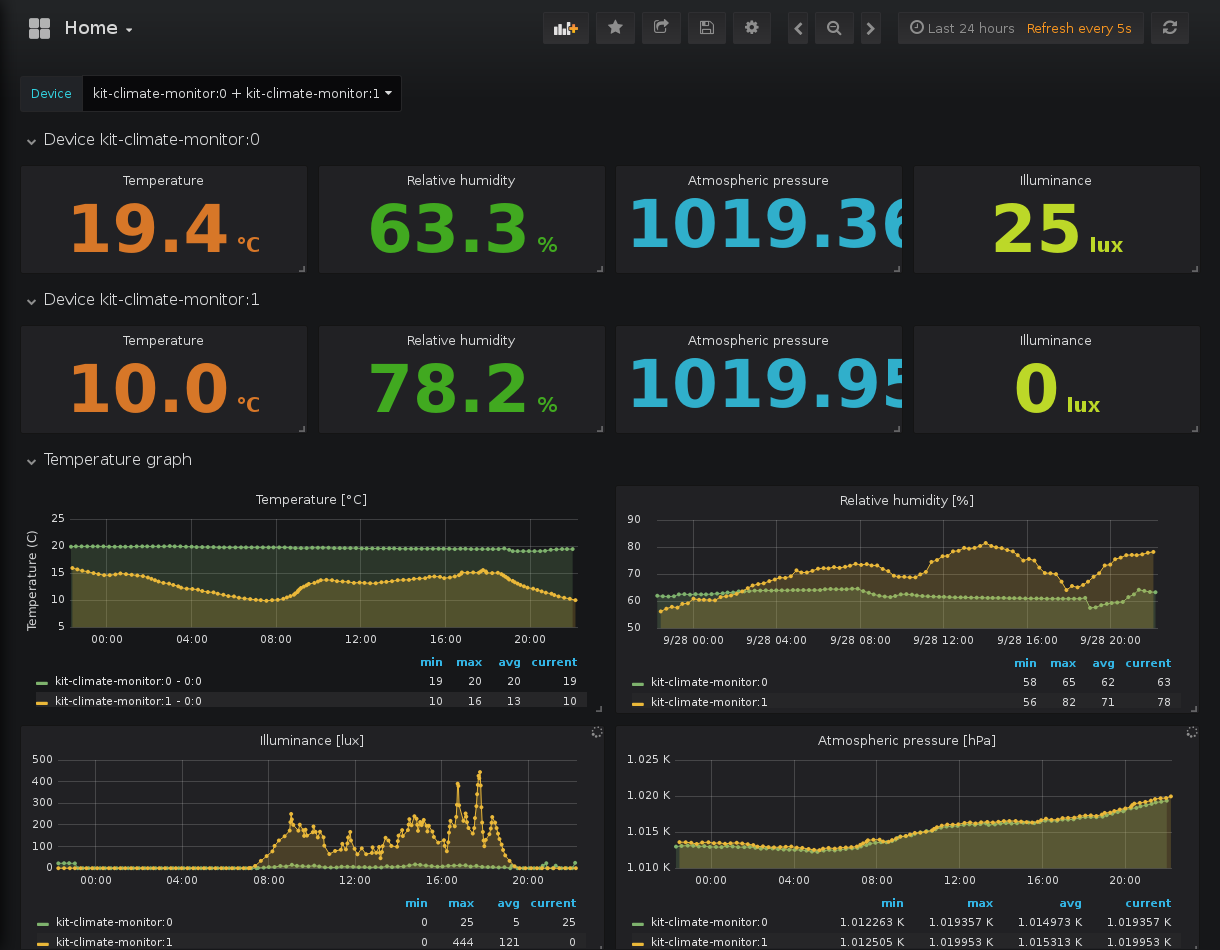 Home
Last 24 hours Refresh every 5s
Device kit-climate-monitor:0 + kit-climate-monitor:1
Device kit-climate-monitor:0
Temperature Relative humidity Atmospheric pressure Illuminance
19.4 °C 63.3 % 1019.36 25 lux
Device kit-climate-monitor:1
Temperature Relative humidity Atmospheric pressure Illuminance
10.0 °C 78.2 % 1019.95 0 lux
Temperature graph
Temperature [°C]
Temperature (C)
25
20
15
10
5
00:00 04:00 08:00 12:00 16:00 20:00
min max avg current
kit-climate-monitor:0 - 0:0 19 20 20 19
kit-climate-monitor:1 - 0:0 10 16 13 10
Relative humidity [%]
90
80
70
60
50
9/28 00:00 9/28 04:00 9/28 08:00 9/28 12:00 9/28 16:00 9/28 20:00
min max avg current
kit-climate-monitor:0 58 65 62 63
kit-climate-monitor:1 56 82 71 78
Illuminance [lux]
500
400
300
200
100
0
00:00 04:00 08:00 12:00 16:00 20:00
min max avg current
kit-climate-monitor:0 0 25 5 25
kit-climate-monitor:1 0 444 121 0
Atmospheric pressure [hPa]
1.025 K
1.020 K
1.015 K
1.010 K
00:00 04:00 08:00 12:00 16:00 20:00
min max avg current
kit-climate-monitor:0 1.012263 K 1.019357 K 1.014973 K 1.019357 K
kit-climate-monitor:1 1.012505 K 1.019953 K 1.015313 K 1.019953 K